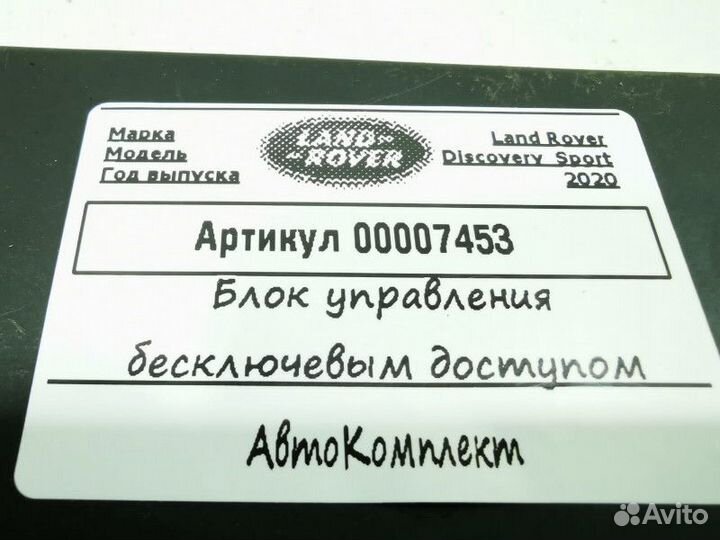 Марка LAND- Land Rover
Модель -ROVER Discovery Sport
Год выпуска 2020
Артикул 00007453
Блок управления
бесключевым доступом
АвтоКомплект
Avito